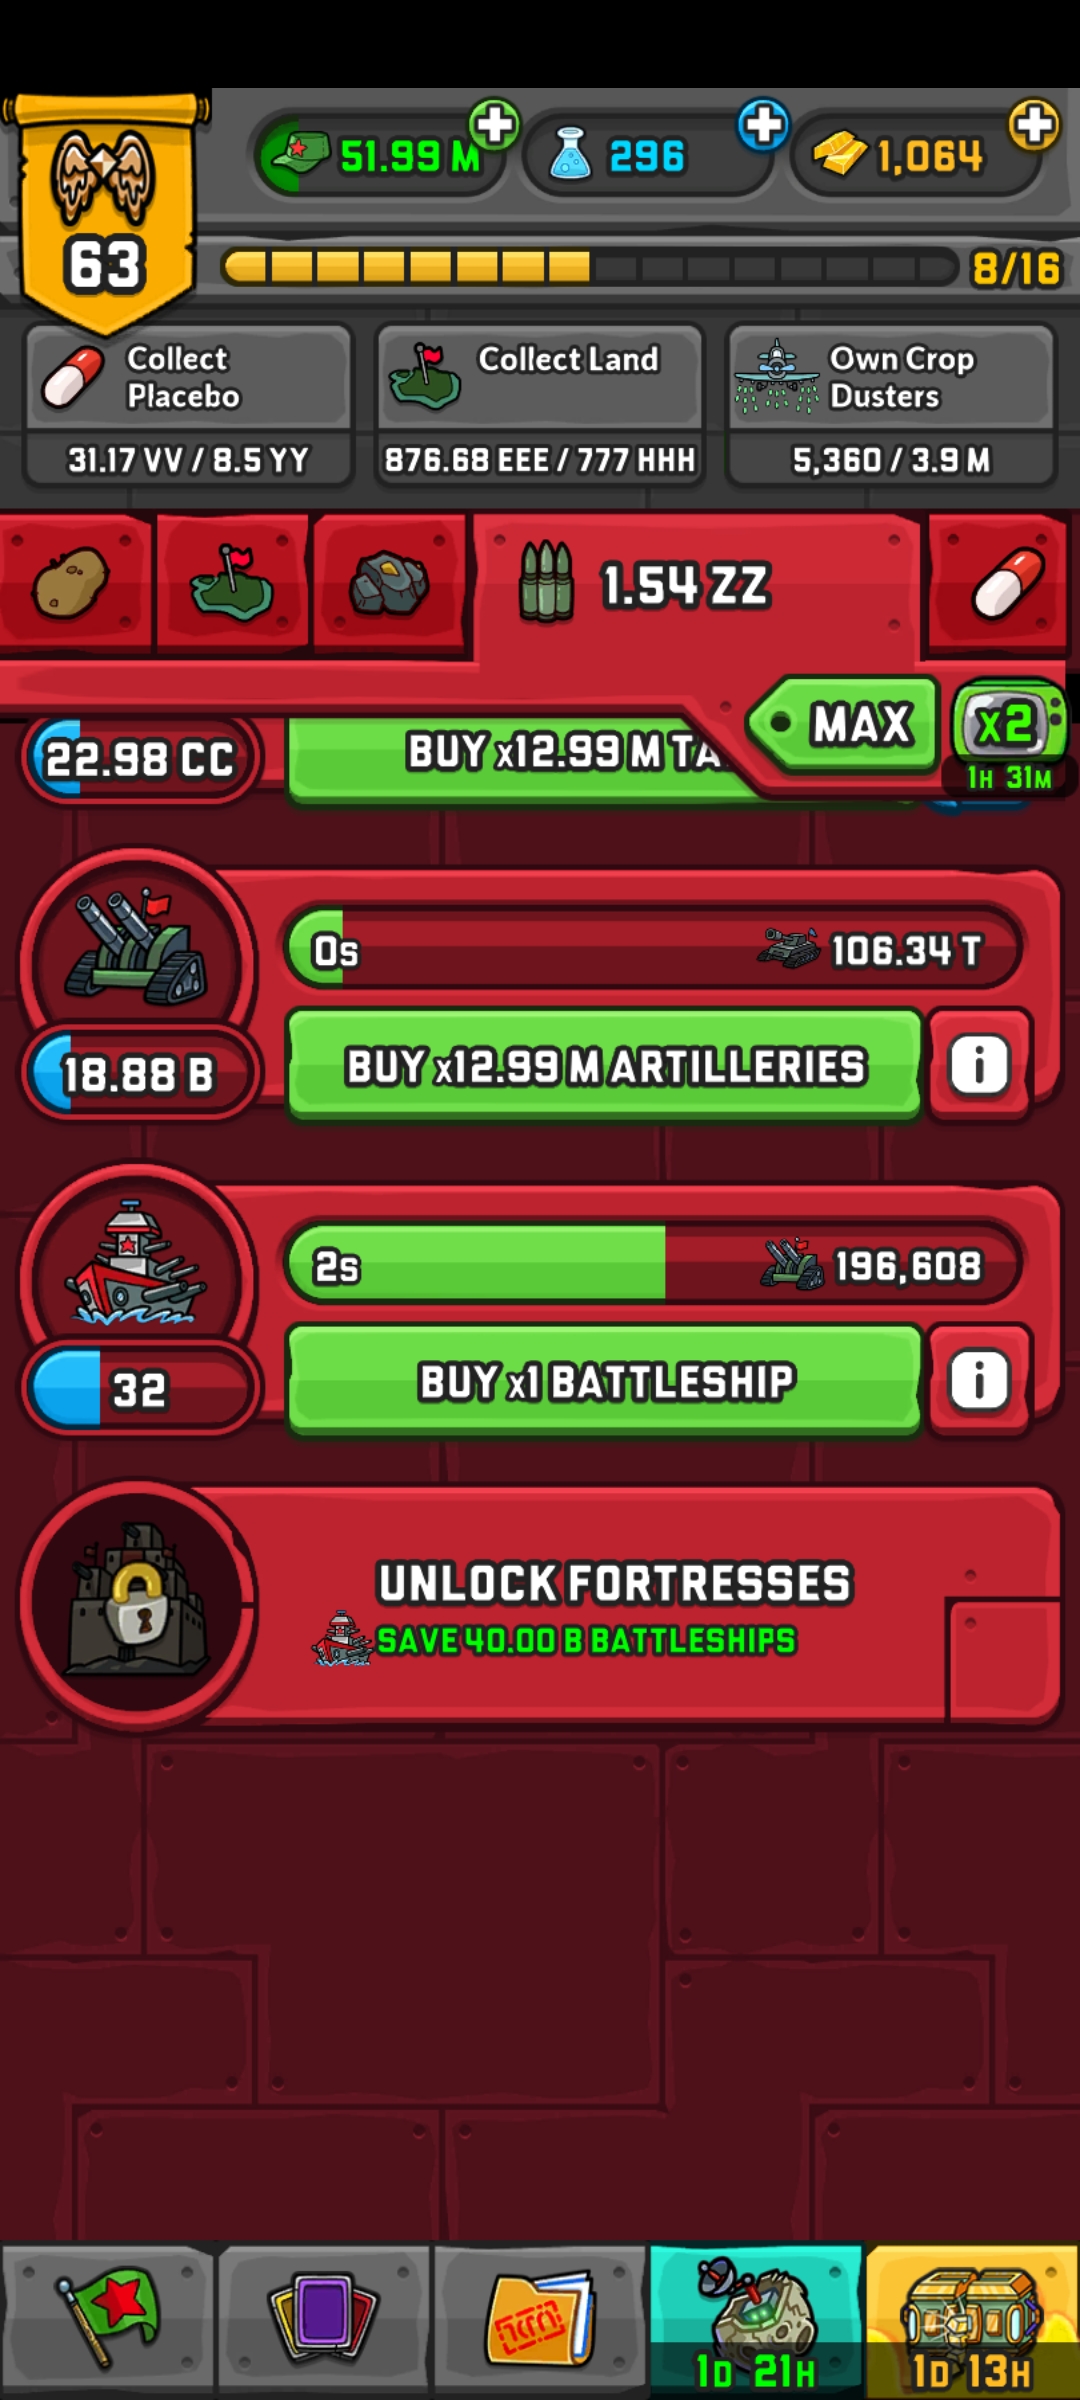 51.99 M
296
1,064
63
8/16
Collect
Placebo
31.17 VV / 8.5 YY
Collect Land
876.68 EEE / 777 HHH
Own Crop
Dusters
5,360 / 3.9 M
1.54 ZZ
MAX
x2
1H 31M
22.98 CC
BUY x12.99 M TA
0s
106.34 T
18.88 B
BUY x12.99 M ARTILLERIES
i
2s
196,608
32
BUY x1 BATTLESHIP
i
UNLOCK FORTRESSES
SAVE 40.00 B BATTLESHIPS
1D 21H
1D 13H